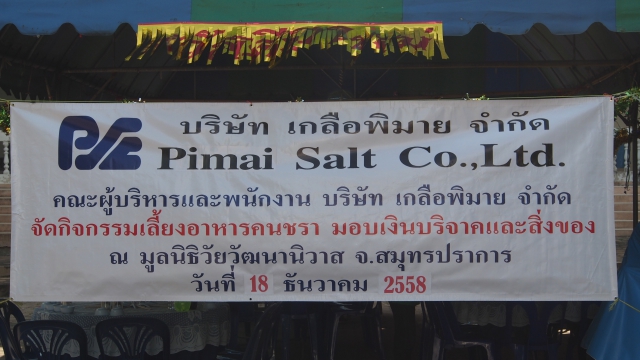 บริษัท เกลือพิมาย จำกัด
Pimai Salt Co.,Ltd.
คณะผู้บริหารและพนักงาน บริษัท เกลือพิมาย จำกัด
จัดกิจกรรมเลี้ยงอาหารคนชรา มอบเงินบริจาคและสิ่งของ
ณ มูลนิธิวัยวัฒนานิวาส จ.สมุทรปราการ
วันที่ 18 ธันวาคม 2558